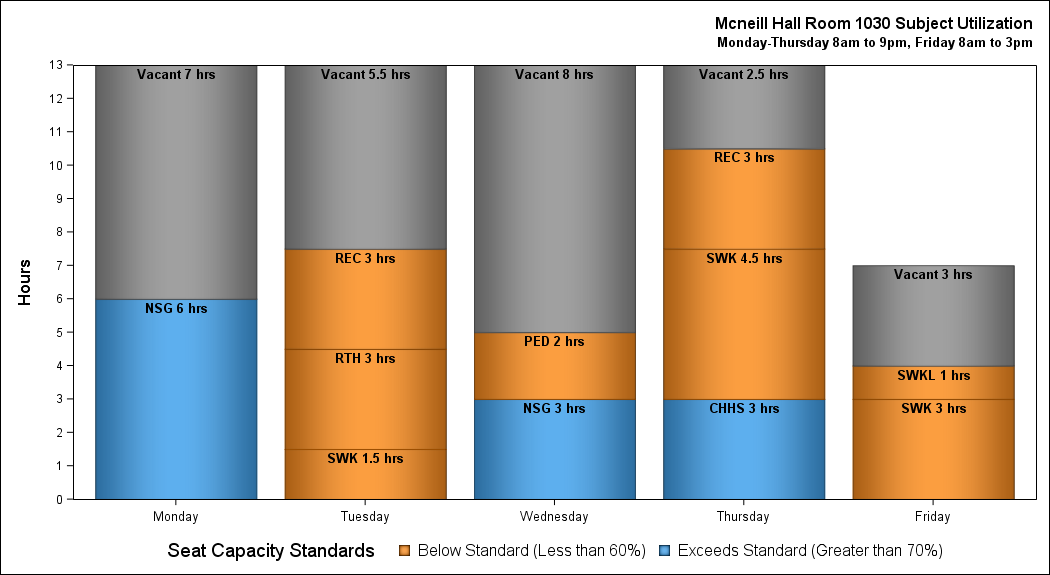 Mcneill Hall Room 1030 Subject Utilization
Monday-Thursday 8am to 9pm, Friday 8am to 3pm
Hours
13
12
11
10
9
8
7
6
5
4
3
2
1
0
Vacant 7 hrs
NSG 6 hrs
Vacant 5.5 hrs
REC 3 hrs
RTH 3 hrs
SWK 1.5 hrs
Vacant 8 hrs
PED 2 hrs
NSG 3 hrs
Vacant 2.5 hrs
REC 3 hrs
SWK 4.5 hrs
CHHS 3 hrs
Vacant 3 hrs
SWKL 1 hrs
SWK 3 hrs
Monday Tuesday Wednesday Thursday Friday
Seat Capacity Standards Below Standard (Less than 60%) Exceeds Standard (Greater than 70%)